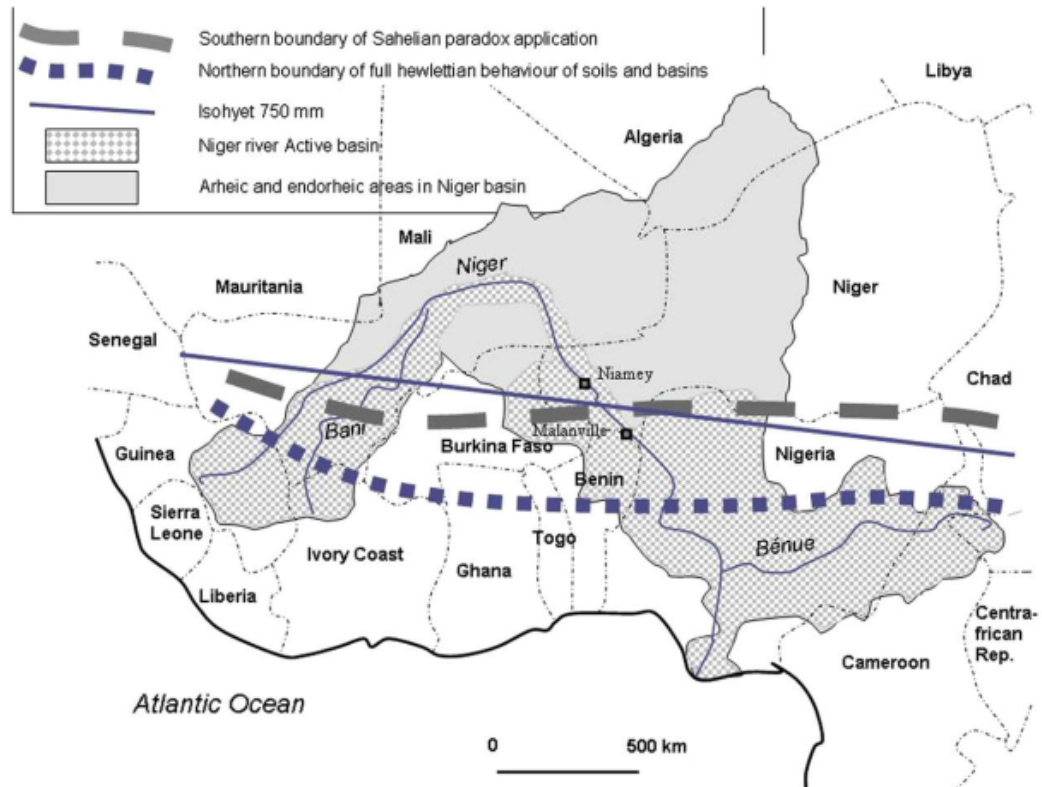 Southern boundary of Sahelian paradox application
Northern boundary of full hewlettian behaviour of soils and basins
Isohyet 750 mm
Niger river Active basin
Arheic and endorheic areas in Niger basin
Libya
Algeria
Mali
Niger
Mauritania
Niger
Senegal
Niamey
Chad
Bani
Malanville
Burkina Faso
Guinea
Nigeria
Benin
Sierra
Leone
Togo
Bénue
Ivory Coast
Ghana
Liberia
Centra-
frican
Rep.
Cameroon
Atlantic Ocean
0 500 km